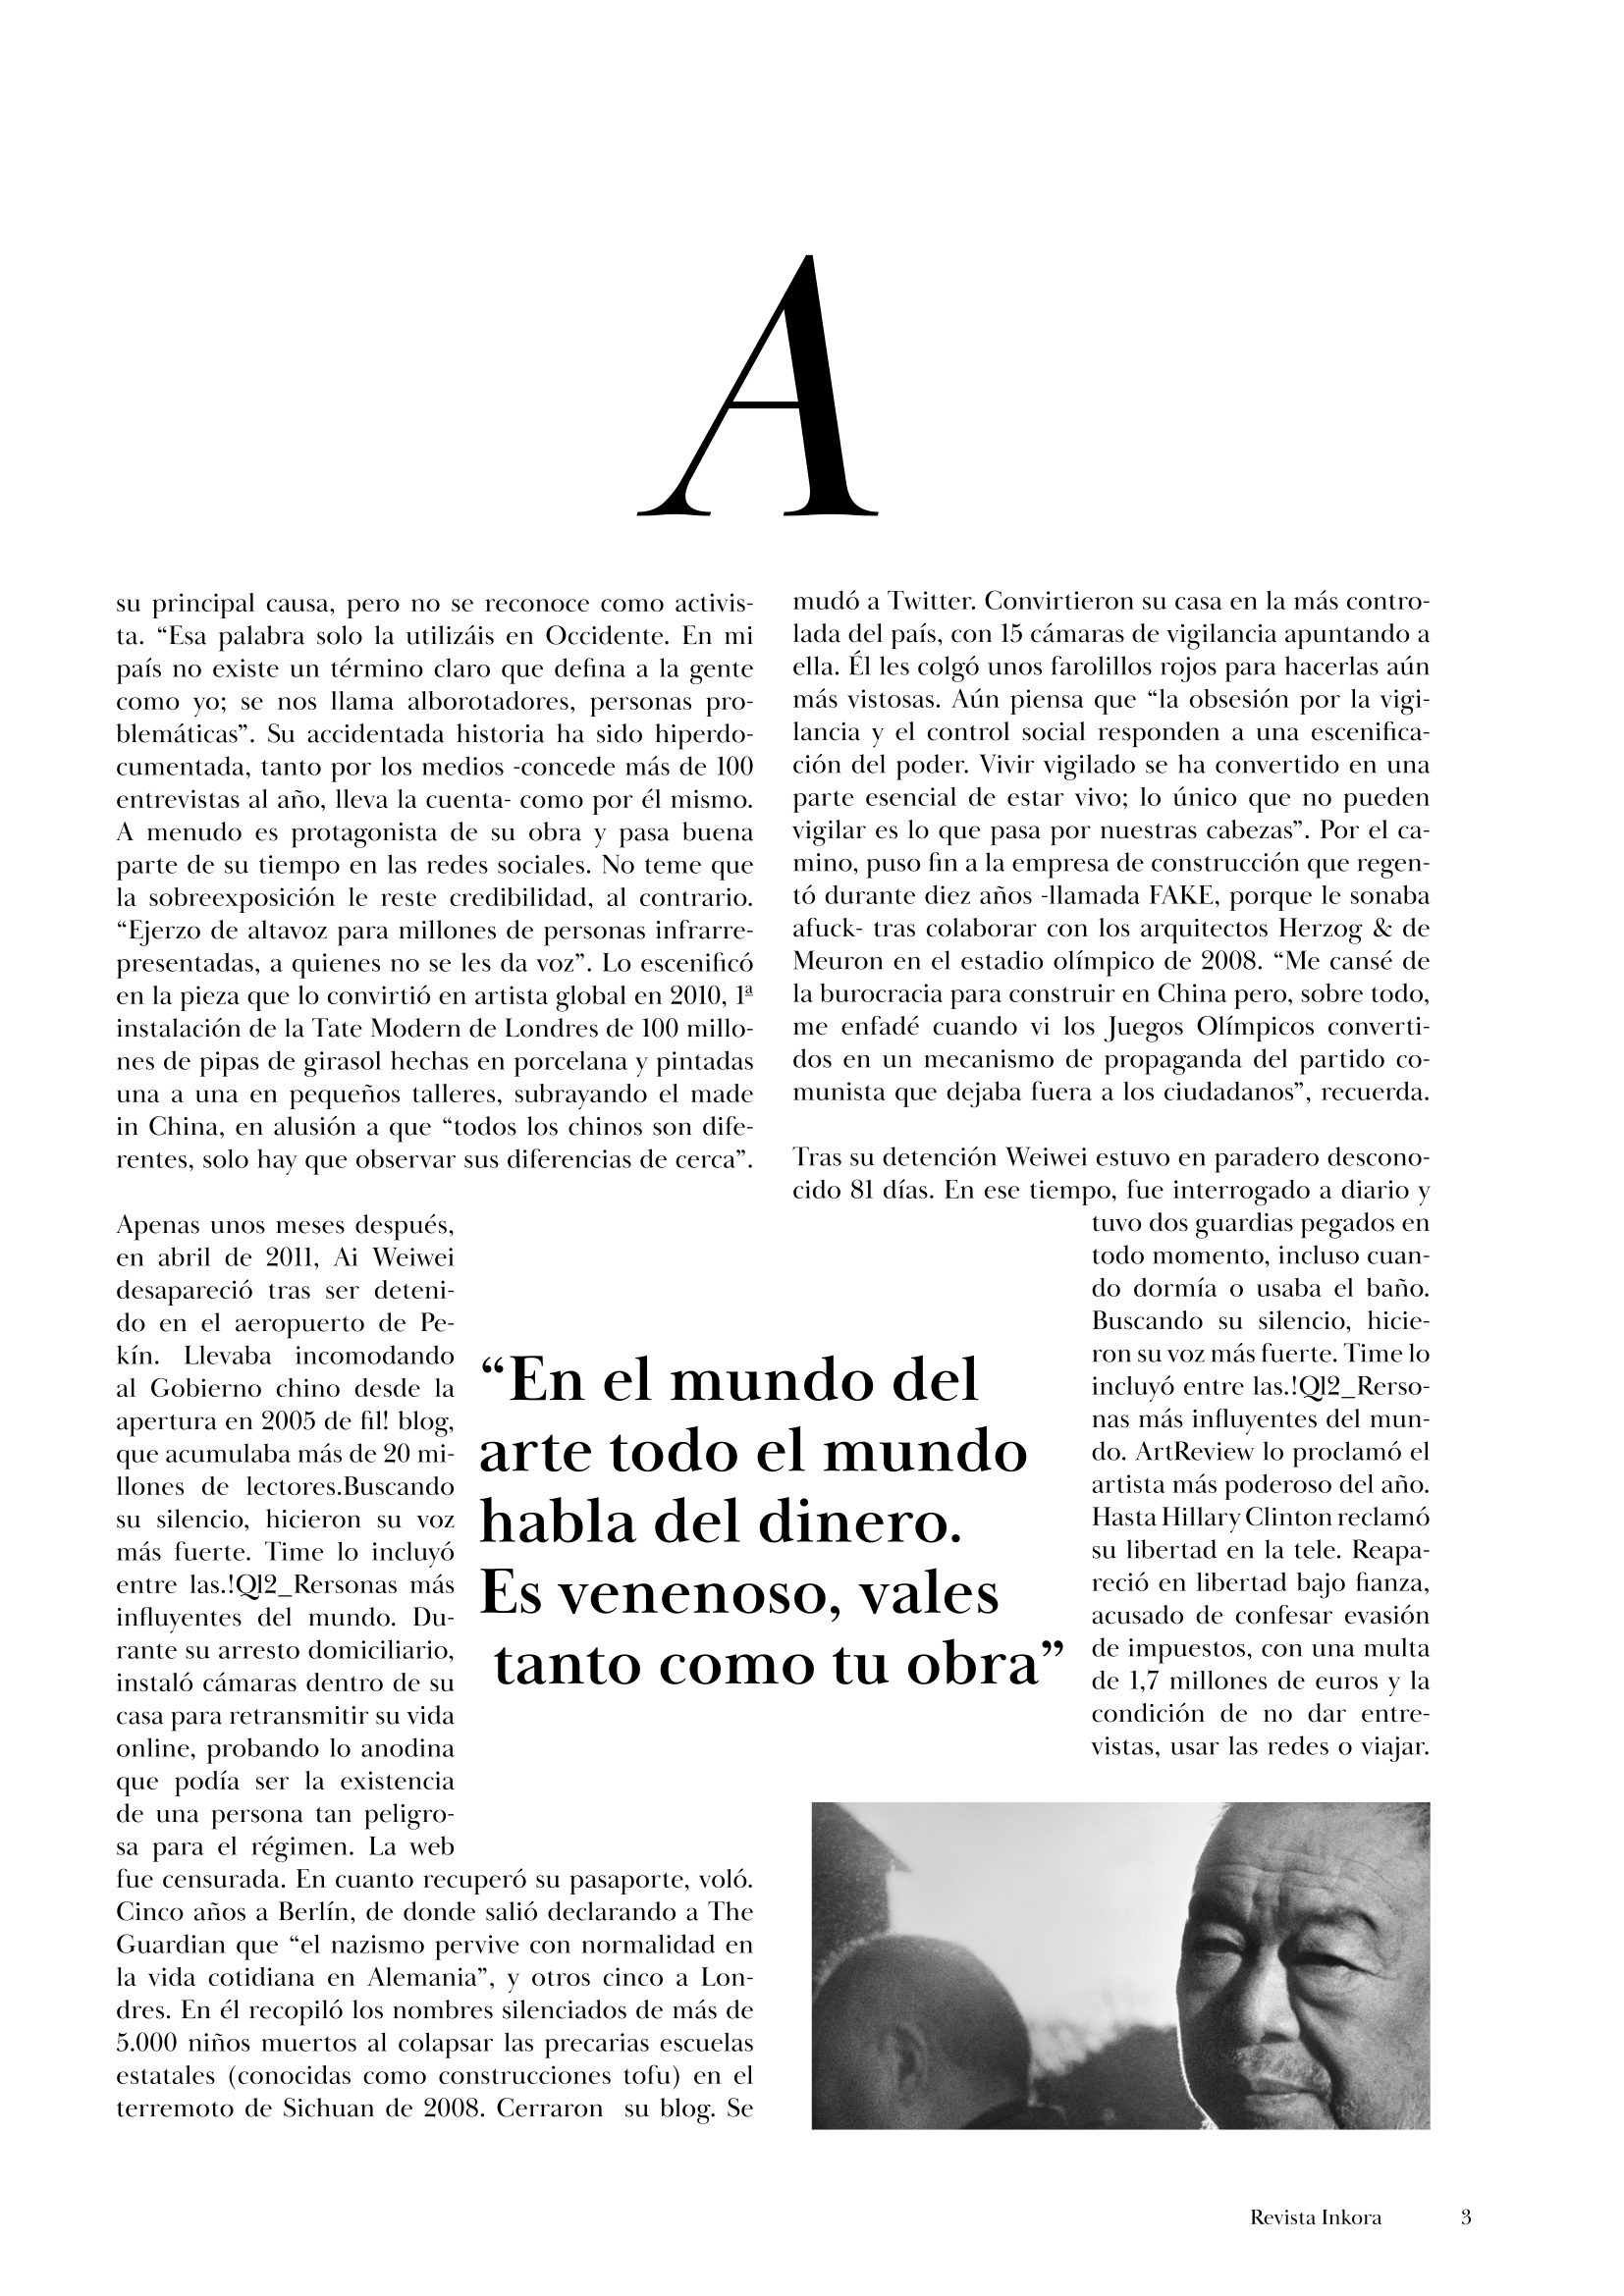 A
su principal causa, pero no se reconoce como activis-
ta. “Esa palabra solo la utilizáis en Occidente. En mi
país no existe un término claro que defina a la gente
como yo; se nos llama alborotadores, personas pro-
blemáticas”. Su accidentada historia ha sido hiperdo-
cumentada, tanto por los medios -concede más de 100
entrevistas al año, lleva la cuenta- como por él mismo.
A menudo es protagonista de su obra y pasa buena
parte de su tiempo en las redes sociales. No teme que
la sobreexposición le reste credibilidad, al contrario.
“Ejerzo de altavoz para millones de personas infrarre-
presentadas, a quienes no se les da voz”. Lo escenificó
en la pieza que lo convirtió en artista global en 2010, 1ª
instalación de la Tate Modern de Londres de 100 millo-
nes de pipas de girasol hechas en porcelana y pintadas
una a una en pequeños talleres, subrayando el made
in China, en alusión a que “todos los chinos son dife-
rentes, solo hay que observar sus diferencias de cerca”.
Apenas unos meses después,
en abril de 2011, Ai Weiwei
desapareció tras ser deteni-
do en el aeropuerto de Pe-
kín. Llevaba incomodando
al Gobierno chino desde la
apertura en 2005 de fil! blog,
que acumulaba más de 20 mi-
llones de lectores.Buscando
su silencio, hicieron su voz
más fuerte. Time lo incluyó
entre las.!Ql2_Rersonas más
influyentes del mundo. Du-
rante su arresto domiciliario,
instaló cámaras dentro de su
casa para retransmitir su vida
online, probando lo anodina
que podía ser la existencia
de una persona tan peligro-
sa para el régimen. La web
fue censurada. En cuanto recuperó su pasaporte, voló.
Cinco años a Berlín, de donde salió declarando a The
Guardian que “el nazismo pervive con normalidad en
la vida cotidiana en Alemania”, y otros cinco a Lon-
dres. En él recopiló los nombres silenciados de más de
5.000 niños muertos al colapsar las precarias escuelas
estatales (conocidas como construcciones tofu) en el
terremoto de Sichuan de 2008. Cerraron su blog. Se
mudó a Twitter. Convirtieron su casa en la más contro-
lada del país, con 15 cámaras de vigilancia apuntando a
ella. Él les colgó unos farolillos rojos para hacerlas aún
más vistosas. Aún piensa que “la obsesión por la vigi-
lancia y el control social responden a una escenifica-
ción del poder. Vivir vigilado se ha convertido en una
parte esencial de estar vivo; lo único que no pueden
vigilar es lo que pasa por nuestras cabezas”. Por el ca-
mino, puso fin a la empresa de construcción que regen-
tó durante diez años -llamada FAKE, porque le sonaba
afuck- tras colaborar con los arquitectos Herzog & de
Meuron en el estadio olímpico de 2008. “Me cansé de
la burocracia para construir en China pero, sobre todo,
me enfadé cuando vi los Juegos Olímpicos converti-
dos en un mecanismo de propaganda del partido co-
munista que dejaba fuera a los ciudadanos”, recuerda.
Tras su detención Weiwei estuvo en paradero descono-
cido 81 días. En ese tiempo, fue interrogado a diario y
tuvo dos guardias pegados en
todo momento, incluso cuan-
do dormía o usaba el baño.
Buscando su silencio, hicie-
ron su voz más fuerte. Time lo
incluyó entre las.!Ql2_Rerso-
nas más influyentes del mun-
do. ArtReview lo proclamó el
artista más poderoso del año.
Hasta Hillary Clinton reclamó
su libertad en la tele. Reapa-
reció en libertad bajo fianza,
acusado de confesar evasión
de impuestos, con una multa
de 1,7 millones de euros y la
condición de no dar entre-
vistas, usar las redes o viajar.
“En el mundo del
arte todo el mundo
habla del dinero.
Es venenoso, vales
tanto como tu obra”
Revista Inkora 3